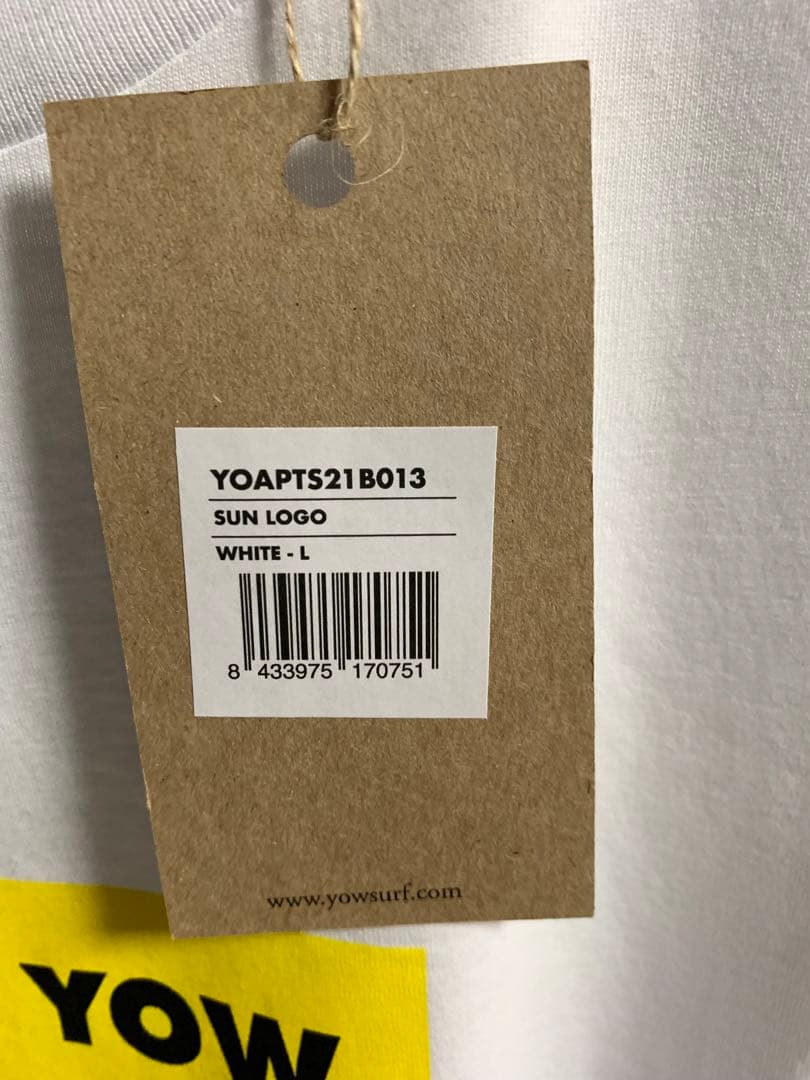 YOAPTS21B013
SUN LOGO
WHITE - L
8 433975 170751
www.yowsurf.com
YOW